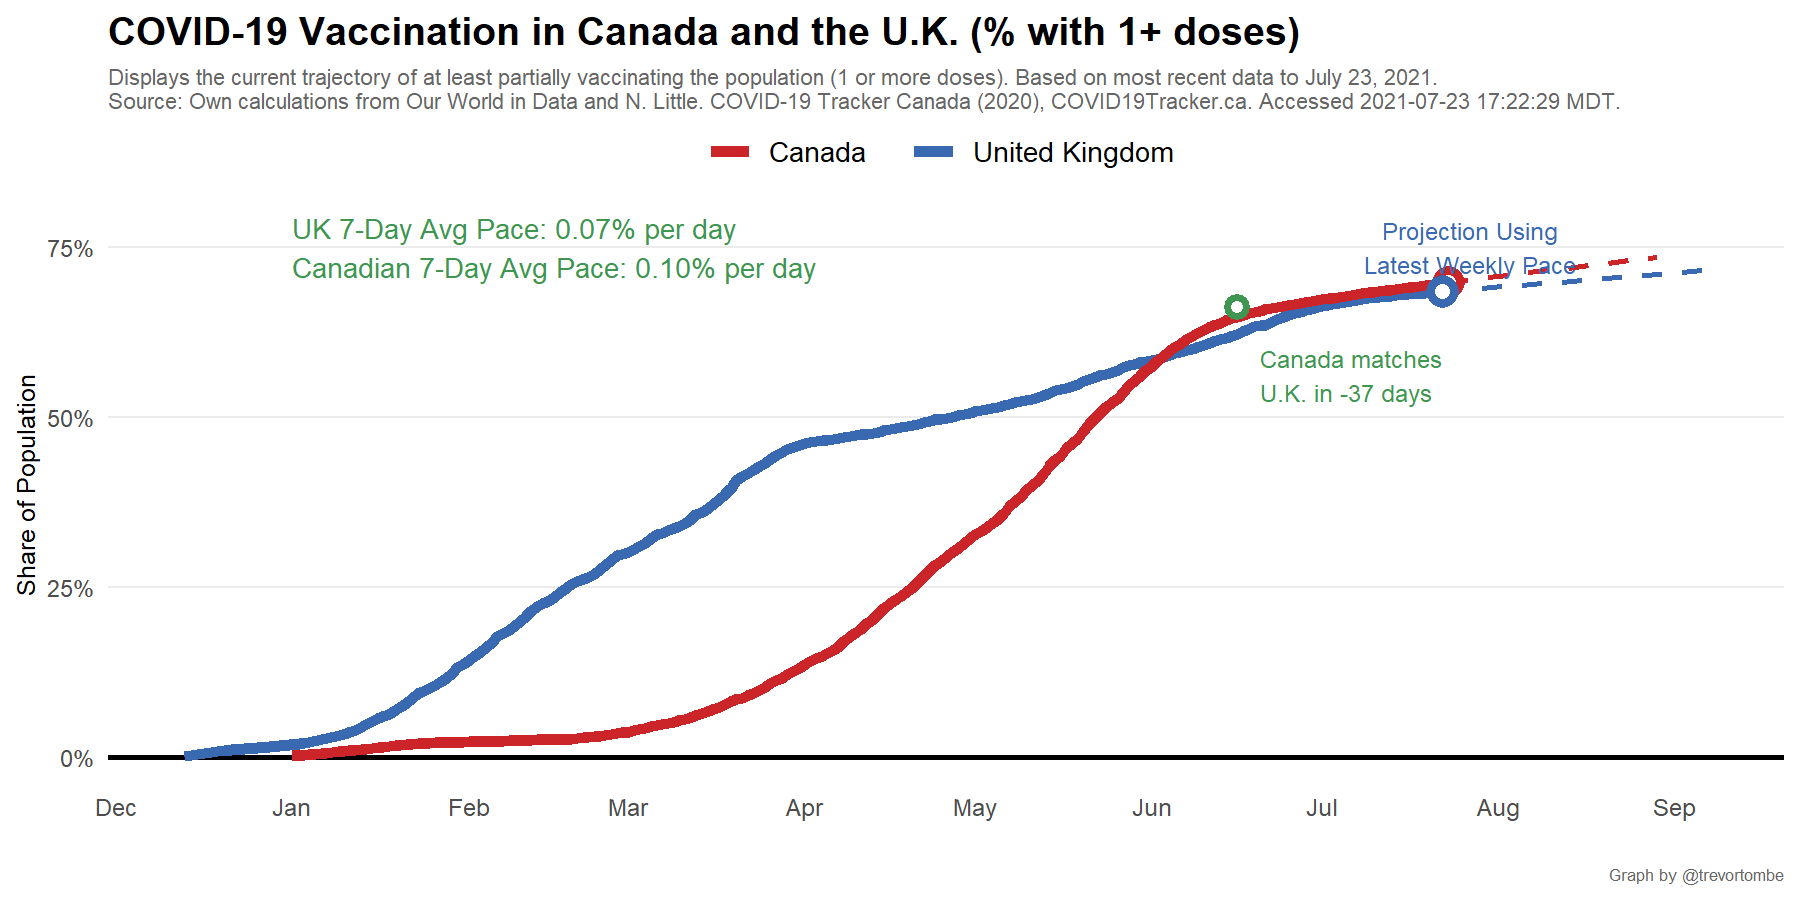 COVID-19 Vaccination in Canada and the U.K. (% with 1+ doses)
Displays the current trajectory of at least partially vaccinating the population (1 or more doses). Based on most recent data to July 23, 2021.
Source: Own calculations from Our World in Data and N. Little. COVID-19 Tracker Canada (2020), COVID19Tracker.ca. Accessed 2021-07-23 17:22:29 MDT.
Canada United Kingdom
UK 7-Day Avg Pace: 0.07% per day
Canadian 7-Day Avg Pace: 0.10% per day
Projection Using
Latest Weekly Pace
Canada matches
U.K. in -37 days
Share of Population
75%
50%
25%
0%
Dec Jan Feb Mar Apr May Jun Jul Aug Sep
Graph by @trevortombe